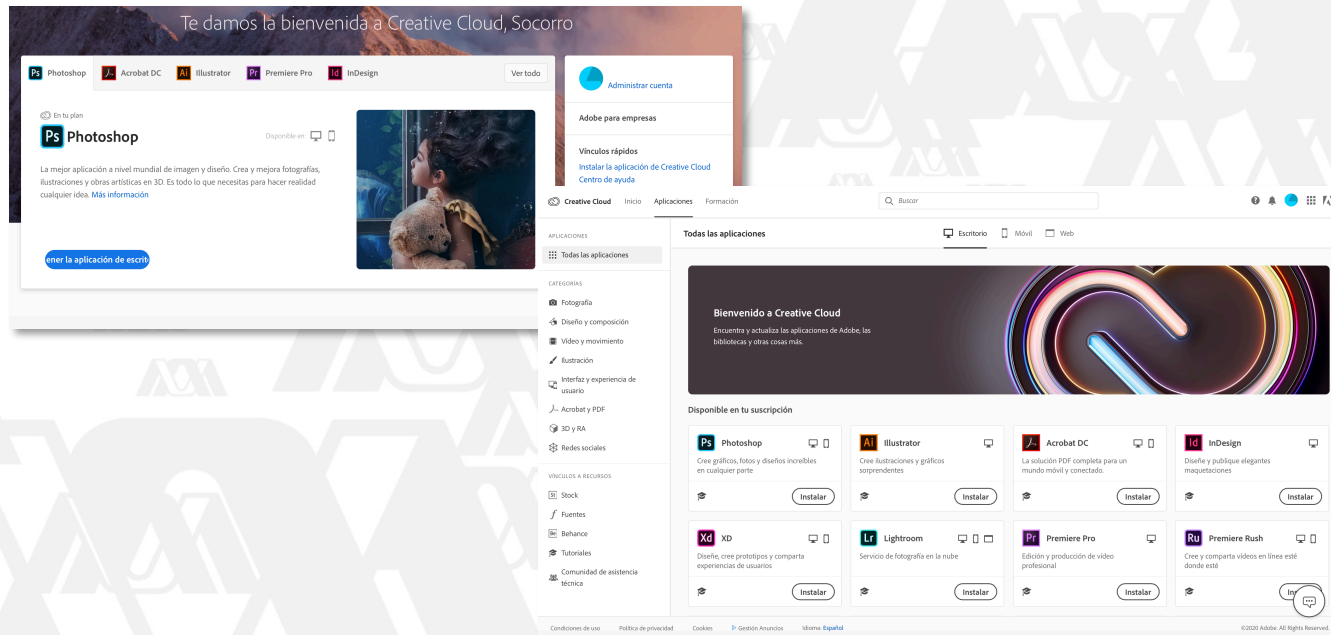 Te damos la bienvenida a Creative Cloud, Socorro
Ps Photoshop Acrobat DC Ai Illustrator Pr Premiere Pro Id InDesign Ver todo
En tu plan
Ps Photoshop Disponible en:
La mejor aplicación a nivel mundial de imagen y diseño. Crea y mejora fotografías,
ilustraciones y obras artísticas en 3D. Es todo lo que necesitas para hacer realidad
cualquier idea. Más información
ener la aplicación de escrito
Administrar cuenta
Adobe para empresas
Vínculos rápidos
Instalar la aplicación de Creative Cloud
Centro de ayuda
Creative Cloud Inicio Aplicaciones Formación Buscar
APLICACIONES
Todas las aplicaciones
CATEGORÍAS
Fotografía
Diseño y composición
Vídeo y movimiento
Ilustración
Interfaz y experiencia de
usuario
Acrobat y PDF
3D y RA
Redes sociales
VÍNCULOS A RECURSOS
St Stock
Fuentes
Be Behance
Tutoriales
Comunidad de asistencia
técnica
Todas las aplicaciones Escritorio Móvil Web
Bienvenido a Creative Cloud
Encuentra y actualiza las aplicaciones de Adobe, las
bibliotecas y otras cosas más.
Disponible en tu suscripción
Ps Photoshop
Cree gráficos, fotos y diseños increíbles
en cualquier parte
Instalar
Ai Illustrator
Cree ilustraciones y gráficos
sorprendentes
Instalar
Acrobat DC
La solución PDF completa para un
mundo móvil y conectado.
Instalar
Id InDesign
Diseñe y publique elegantes
maquetaciones
Instalar
Xd XD
Diseñe, cree prototipos y comparta
experiencias de usuarios
Instalar
Lr Lightroom
Servicio de fotografía en la nube
Instalar
Pr Premiere Pro
Edición y producción de vídeo
profesional
Instalar
Ru Premiere Rush
Cree y comparta vídeos en línea esté
donde esté
Condiciones de uso Política de privacidad Cookies Gestión Anuncios Idioma: Español ©2020 Adobe. All Rights Reserved.